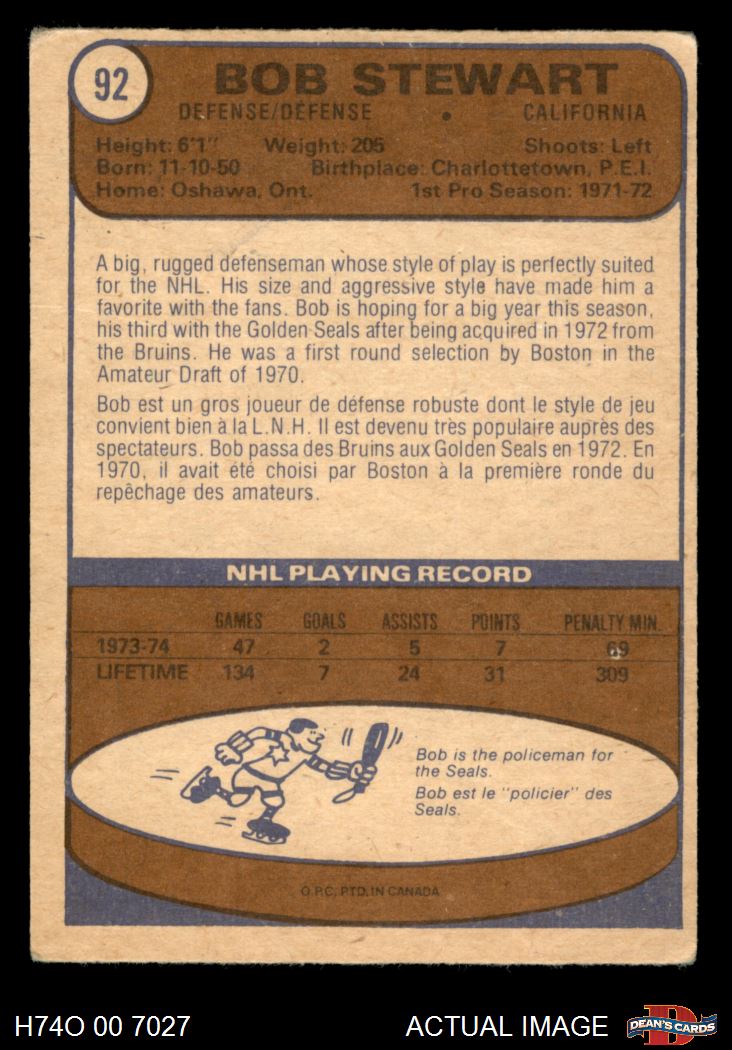 92
BOB STEWART
DEFENSE/DÉFENSE • CALIFORNIA
Height: 6'1" Weight: 205 Shoots: Left
Born: 11-10-50 Birthplace: Charlottetown, P.E.I.
Home: Oshawa, Ont. 1st Pro Season: 1971-72
A big, rugged defenseman whose style of play is perfectly suited
for the NHL. His size and aggressive style have made him a
favorite with the fans. Bob is hoping for a big year this season,
his third with the Golden Seals after being acquired in 1972 from
the Bruins. He was a first round selection by Boston in the
Amateur Draft of 1970.
Bob est un gros joueur de défense robuste dont le style de jeu
convient bien à la L.N.H. Il est devenu très populaire auprès des
spectateurs. Bob passa des Bruins aux Golden Seals en 1972. En
1970, il avait été choisi par Boston à la première ronde du
repêchage des amateurs.
NHL PLAYING RECORD
GAMES GOALS ASSISTS POINTS PENALTY MIN.
1973-74 47 2 5 7 69
LIFETIME 134 7 24 31 309
Bob is the policeman for
the Seals.
Bob est le "policier" des
Seals.
O.P.C. PTD. IN CANADA
H74O 00 7027 ACTUAL IMAGE DEAN'S CARDS